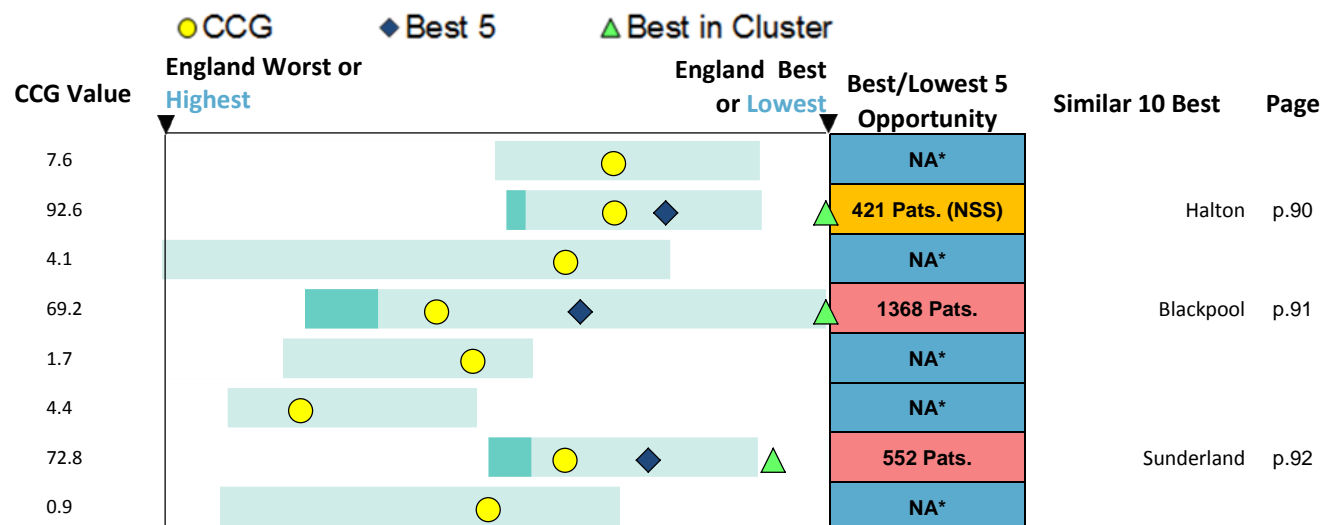 CCG Best 5 Best in Cluster
CCG Value England Worst or Highest England Best or Lowest Best/Lowest 5 Opportunity Similar 10 Best Page
7.6 NA*
92.6 421 Pats. (NSS) Halton p.90
4.1 NA*
69.2 1368 Pats. Blackpool p.91
1.7 NA*
4.4 NA*
72.8 552 Pats. Sunderland p.92
0.9 NA*